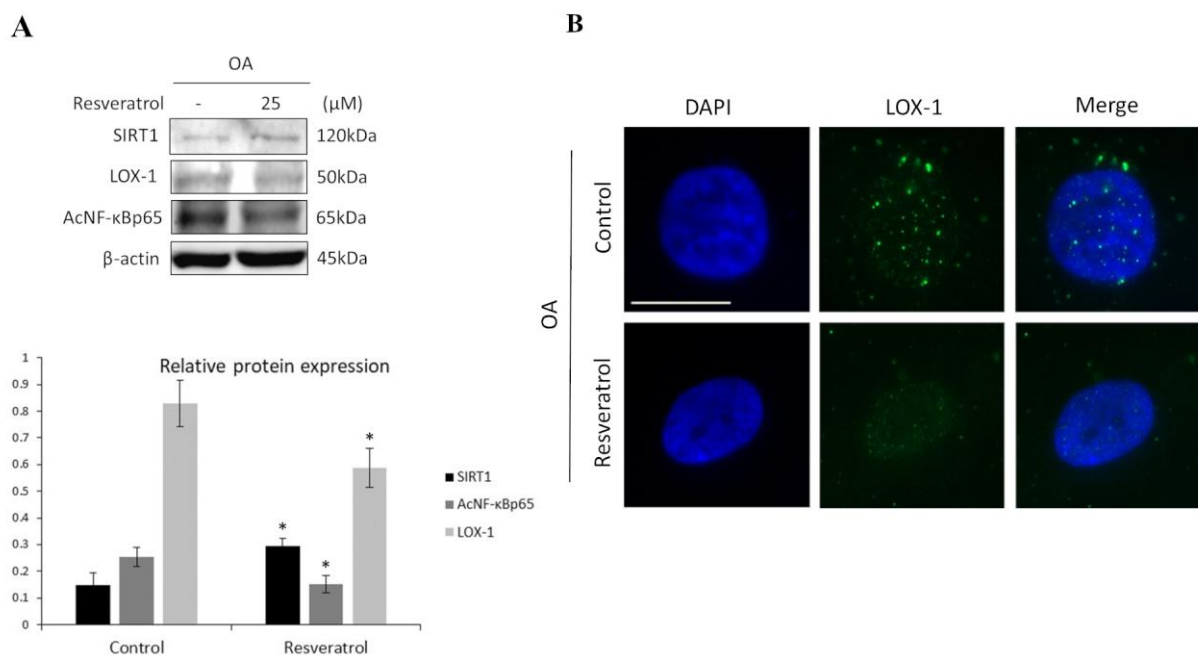 A
OA
Resveratrol - 25 (μM)
SIRT1 120kDa
LOX-1 50kDa
AcNF-κBp65 65kDa
β-actin 45kDa
Relative protein expression
1
0.9
0.8
0.7
0.6
0.5
0.4
0.3
0.2
0.1
0
*
*
*
SIRT1
AcNF-κBp65
LOX-1
Control Resveratrol
B
DAPI LOX-1 Merge
OA
Control
Resveratrol